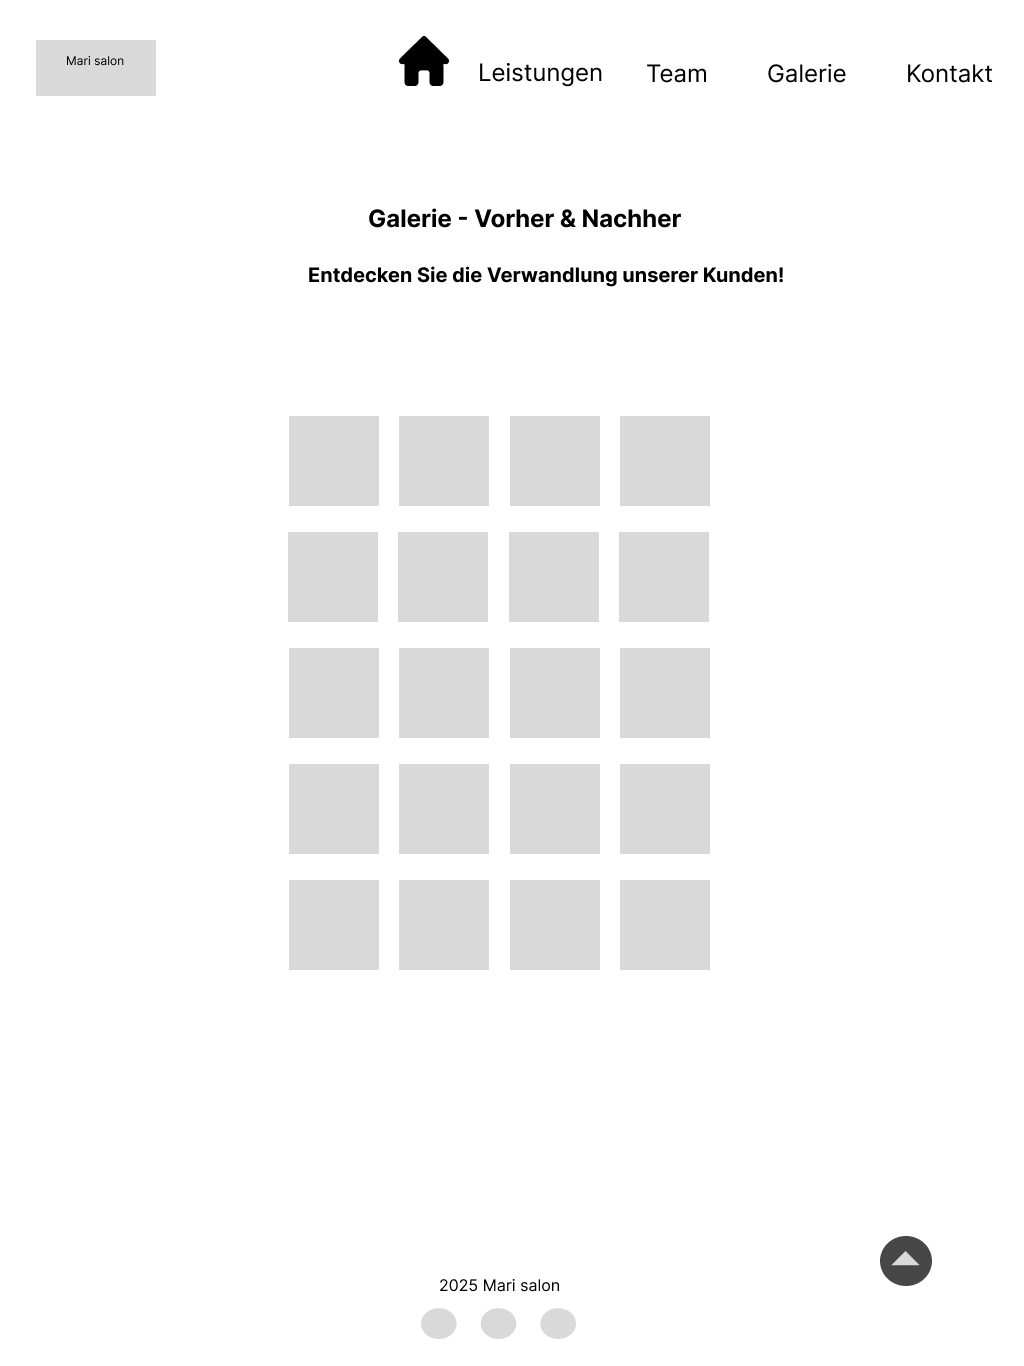 Mari salon
Leistungen
Team
Galerie
Kontakt
Galerie - Vorher & Nachher
Entdecken Sie die Verwandlung unserer Kunden!
2025 Mari salon